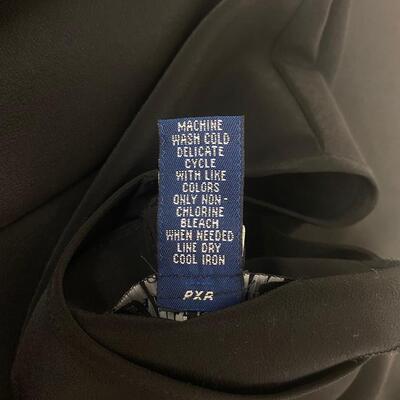 MACHINE
WASH COLD
DELICATE
CYCLE
WITH LIKE
COLORS
ONLY NON-
CHLORINE
BLEACH
WHEN NEEDED
LINE DRY
COOL IRON
PXR